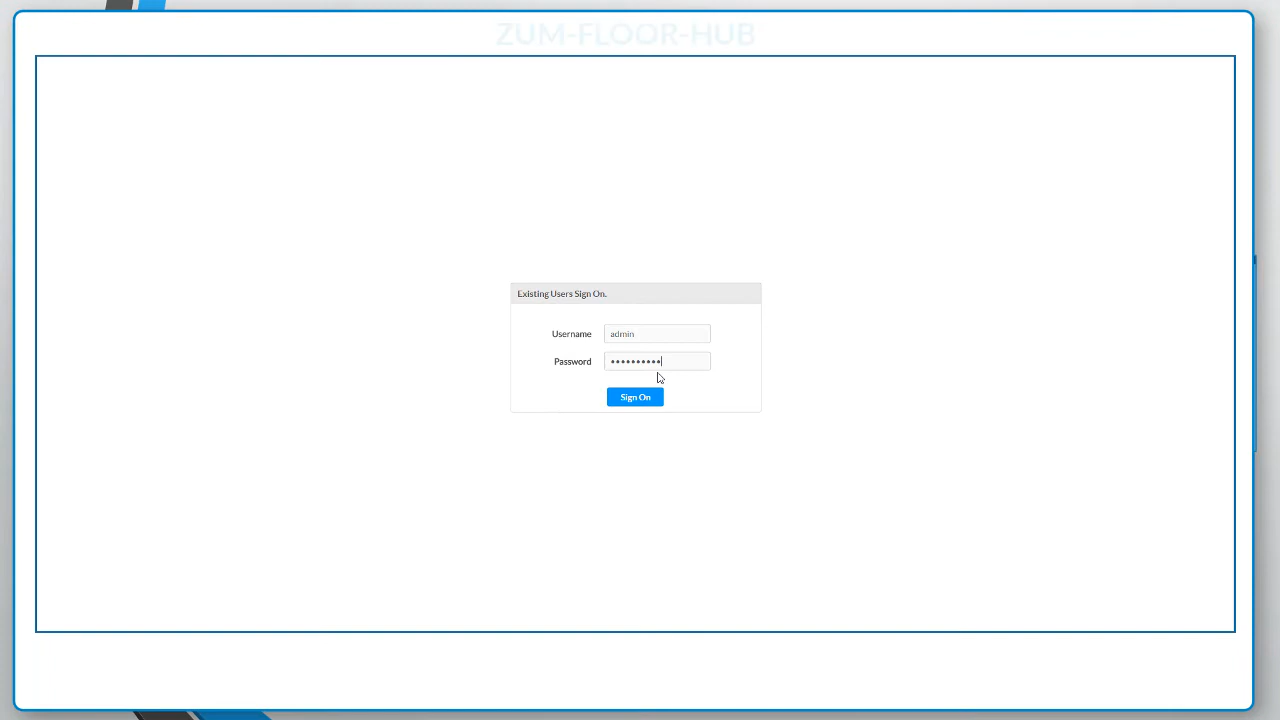 ZUM-FLOOR-HUB
Existing Users Sign On.
Username admin
Password ••••••••••
Sign On